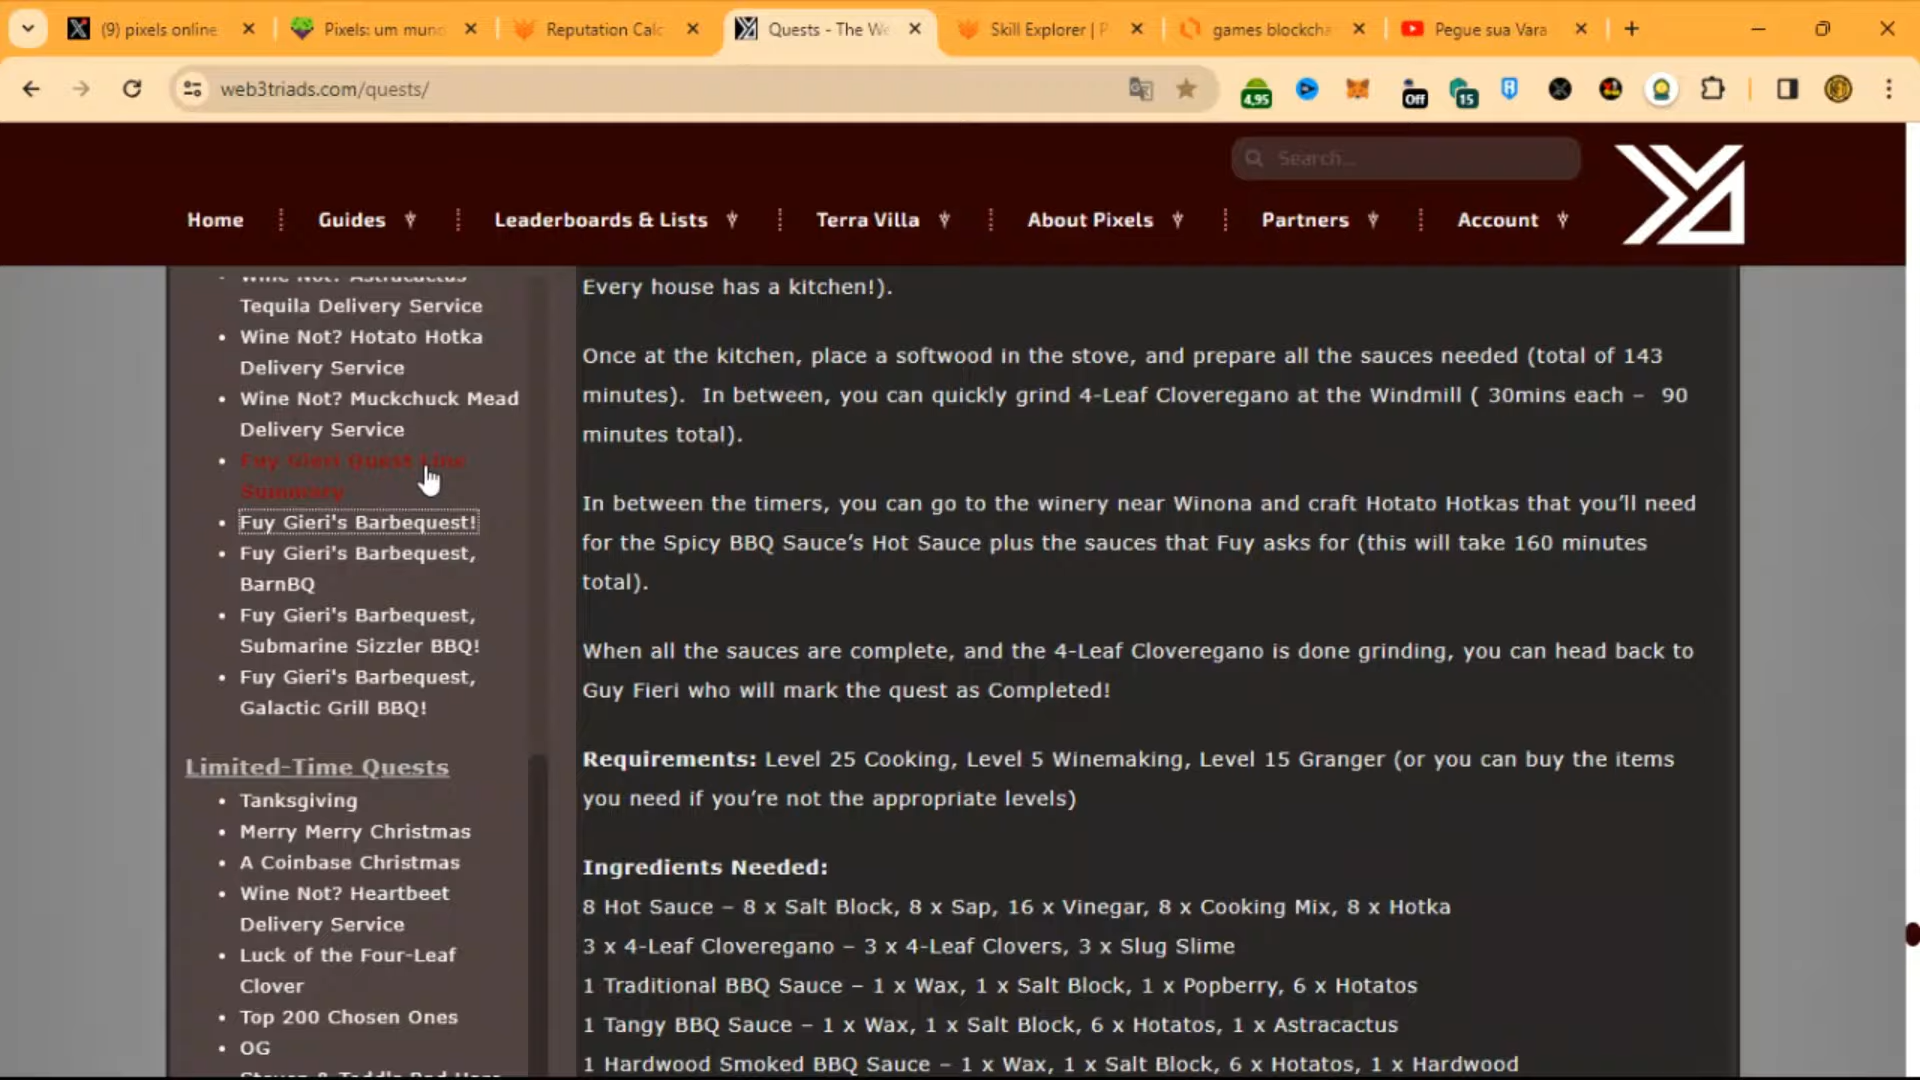 (9) pixels online
Pixels: um mund
Reputation Calc
Quests - The We
Skill Explorer | P
games blockcha
Pegue sua Vara
web3triads.com/quests/
4,95
Off
15
Search...
Home
Guides
Leaderboards & Lists
Terra Villa
About Pixels
Partners
Account
Wine Not? Astracactus
Tequila Delivery Service
Wine Not? Hotato Hotka
Delivery Service
Wine Not? Muckchuck Mead
Delivery Service
Fuy Gieri Quest Line
Summary
Fuy Gieri's Barbequest!
Fuy Gieri's Barbequest,
BarnBQ
Fuy Gieri's Barbequest,
Submarine Sizzler BBQ!
Fuy Gieri's Barbequest,
Galactic Grill BBQ!
Limited-Time Quests
Tanksgiving
Merry Merry Christmas
A Coinbase Christmas
Wine Not? Heartbeet
Delivery Service
Luck of the Four-Leaf
Clover
Top 200 Chosen Ones
OG
Every house has a kitchen!).
Once at the kitchen, place a softwood in the stove, and prepare all the sauces needed (total of 143
minutes). In between, you can quickly grind 4-Leaf Cloveregano at the Windmill ( 30mins each – 90
minutes total).
In between the timers, you can go to the winery near Winona and craft Hotato Hotkas that you’ll need
for the Spicy BBQ Sauce’s Hot Sauce plus the sauces that Fuy asks for (this will take 160 minutes
total).
When all the sauces are complete, and the 4-Leaf Cloveregano is done grinding, you can head back to
Guy Fieri who will mark the quest as Completed!
Requirements: Level 25 Cooking, Level 5 Winemaking, Level 15 Granger (or you can buy the items
you need if you’re not the appropriate levels)
Ingredients Needed:
8 Hot Sauce – 8 x Salt Block, 8 x Sap, 16 x Vinegar, 8 x Cooking Mix, 8 x Hotka
3 x 4-Leaf Cloveregano – 3 x 4-Leaf Clovers, 3 x Slug Slime
1 Traditional BBQ Sauce – 1 x Wax, 1 x Salt Block, 1 x Popberry, 6 x Hotatos
1 Tangy BBQ Sauce – 1 x Wax, 1 x Salt Block, 6 x Hotatos, 1 x Astracactus
1 Hardwood Smoked BBQ Sauce – 1 x Wax, 1 x Salt Block, 6 x Hotatos, 1 x Hardwood